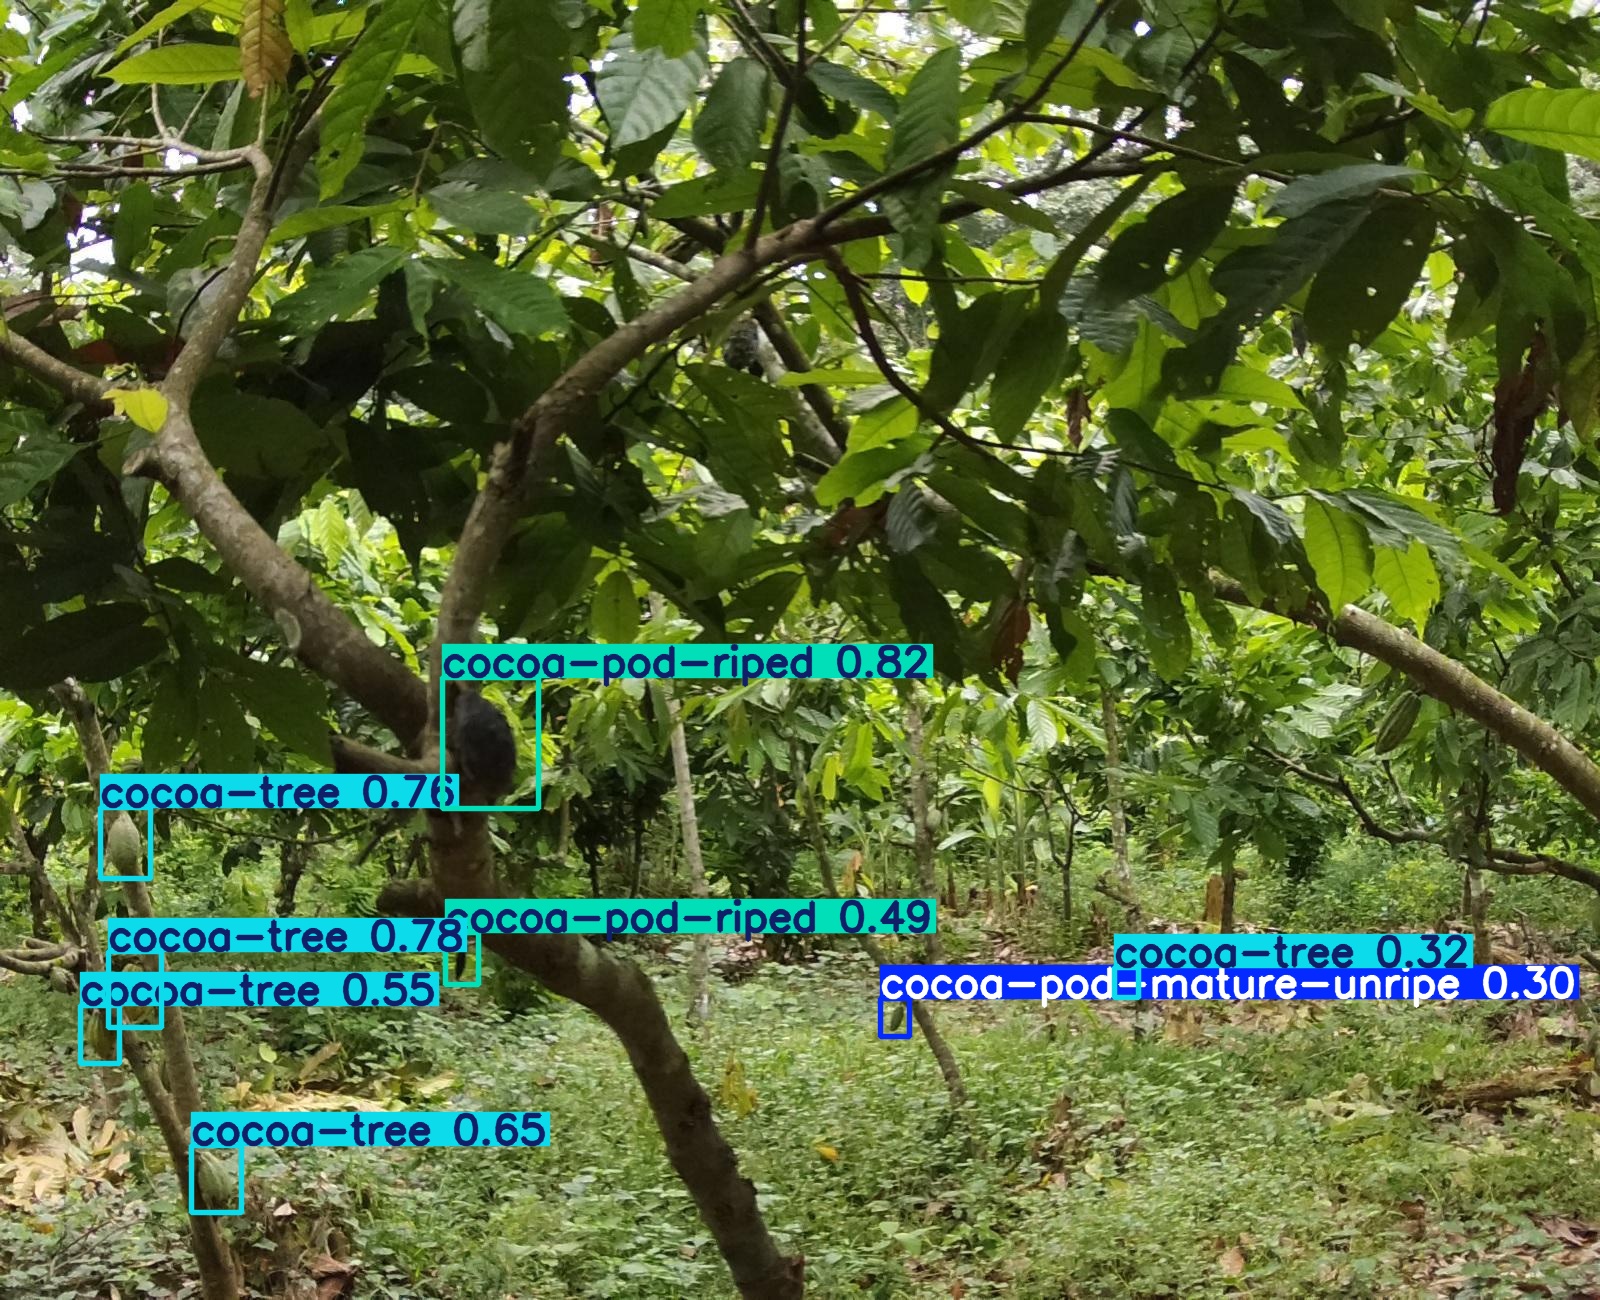 cocoa-pod-riped 0.82
cocoa-tree 0.76
cocoa-pod-riped 0.49
cocoa-tree 0.78
cocoa-tree 0.32
cocoa-tree 0.55
cocoa-pod-mature-unripe 0.30
cocoa-tree 0.65